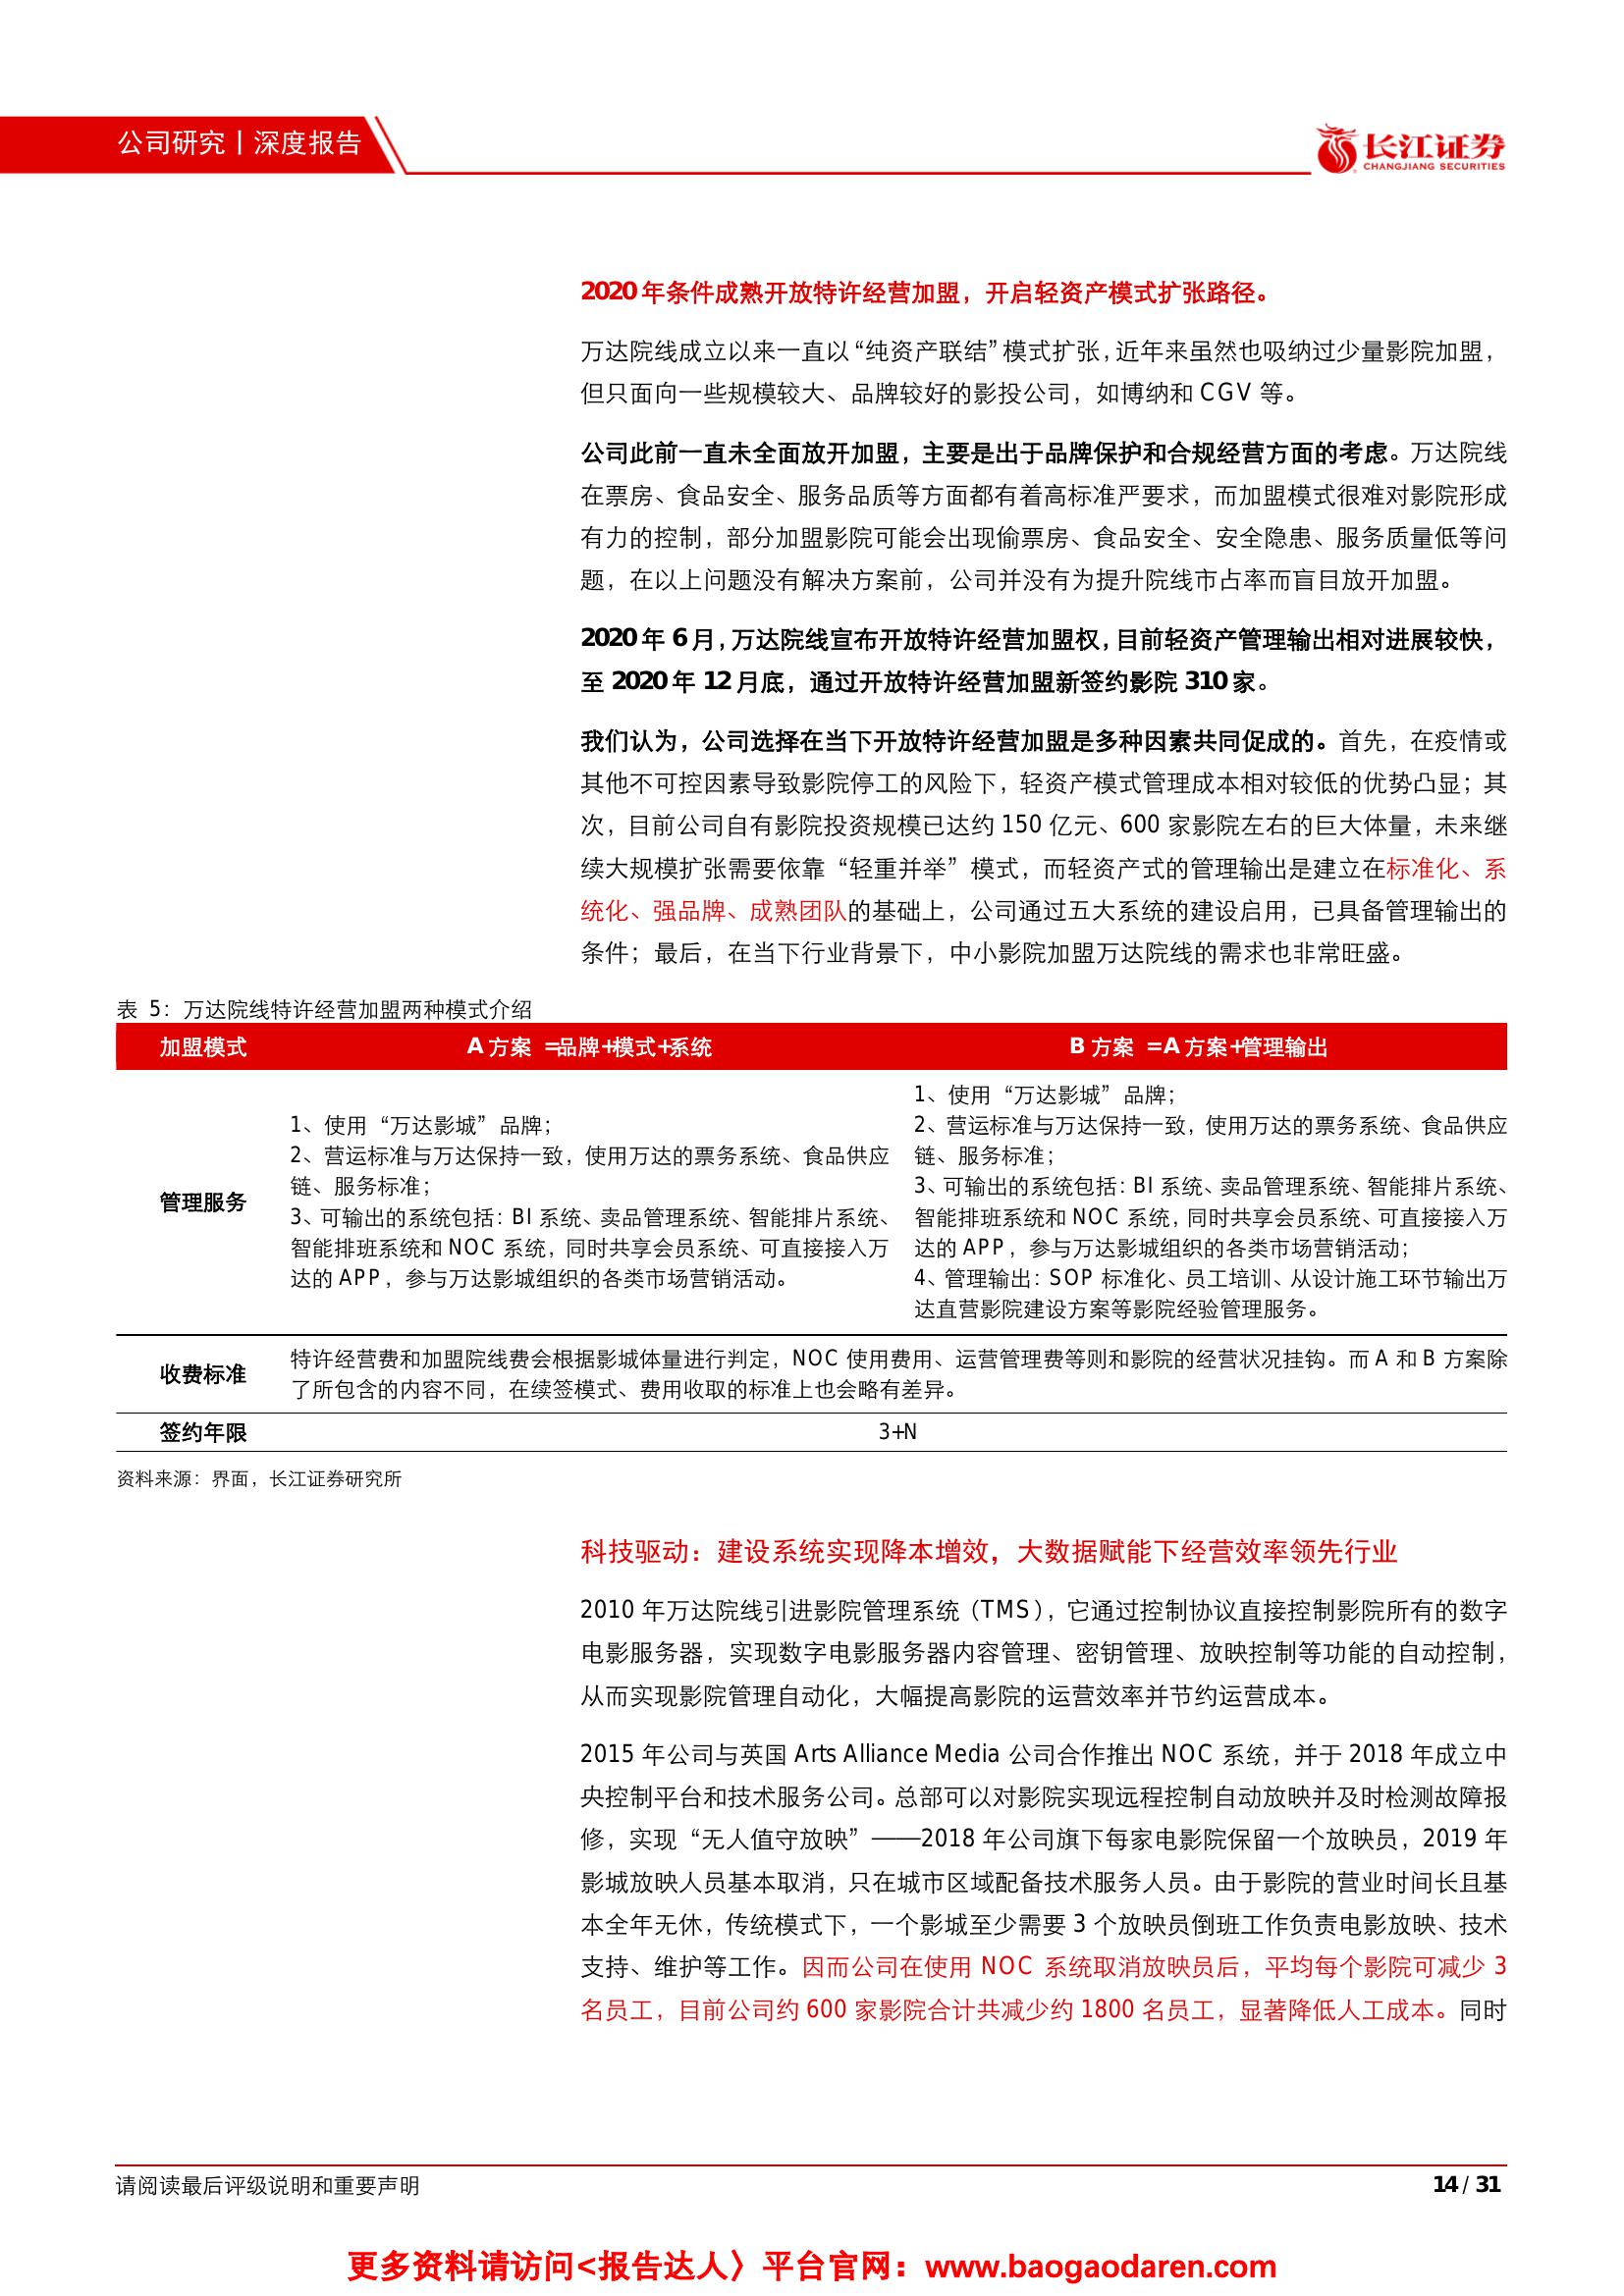 公司研究丨深度报告
长江证券
CHANGJIANG SECURITIES
2020年条件成熟开放特许经营加盟，开启轻资产模式扩张路径。
万达院线成立以来一直以“纯资产联结”模式扩张，近年来虽然也吸纳过少量影院加盟，
但只面向一些规模较大、品牌较好的影投公司，如博纳和 CGV 等。
公司此前一直未全面放开加盟，主要是出于品牌保护和合规经营方面的考虑。万达院线
在票房、食品安全、服务品质等方面都有着高标准严要求，而加盟模式很难对影院形成
有力的控制，部分加盟影院可能会出现偷票房、食品安全、安全隐患、服务质量低等问
题，在以上问题没有解决方案前，公司并没有为提升院线市占率而盲目放开加盟。
2020 年 6 月，万达院线宣布开放特许经营加盟权，目前轻资产管理输出相对进展较快，
至 2020 年 12 月底，通过开放特许经营加盟新签约影院 310 家。
我们认为，公司选择在当下开放特许经营加盟是多种因素共同促成的。首先，在疫情或
其他不可控因素导致影院停工的风险下，轻资产模式管理成本相对较低的优势凸显；其
次，目前公司自有影院投资规模已达约 150 亿元、600 家影院左右的巨大体量，未来继
续大规模扩张需要依靠“轻重并举”模式，而轻资产式的管理输出是建立在标准化、系
统化、强品牌、成熟团队的基础上，公司通过五大系统的建设启用，已具备管理输出的
条件；最后，在当下行业背景下，中小影院加盟万达院线的需求也非常旺盛。
表 5：万达院线特许经营加盟两种模式介绍
加盟模式 A 方案 =品牌+模式+系统 B 方案 =A 方案+管理输出
管理服务
1、使用“万达影城”品牌；
2、营运标准与万达保持一致，使用万达的票务系统、食品供应
链、服务标准；
3、可输出的系统包括：BI 系统、卖品管理系统、智能排片系统、
智能排班系统和 NOC 系统，同时共享会员系统、可直接接入万
达的 APP，参与万达影城组织的各类市场营销活动。
1、使用“万达影城”品牌；
2、营运标准与万达保持一致，使用万达的票务系统、食品供应
链、服务标准；
3、可输出的系统包括：BI 系统、卖品管理系统、智能排片系统、
智能排班系统和 NOC 系统，同时共享会员系统、可直接接入万
达的 APP，参与万达影城组织的各类市场营销活动；
4、管理输出：SOP 标准化、员工培训、从设计施工环节输出万
达直营影院建设方案等影院经验管理服务。
收费标准
特许经营费和加盟院线费会根据影城体量进行判定，NOC 使用费用、运营管理费等则和影院的经营状况挂钩。而 A 和 B 方案除
了所包含的内容不同，在续签模式、费用收取的标准上也会略有差异。
签约年限 3+N
资料来源：界面，长江证券研究所
科技驱动：建设系统实现降本增效，大数据赋能下经营效率领先行业
2010 年万达院线引进影院管理系统（TMS），它通过控制协议直接控制影院所有的数字
电影服务器，实现数字电影服务器内容管理、密钥管理、放映控制等功能的自动控制，
从而实现影院管理自动化，大幅提高影院的运营效率并节约运营成本。
2015 年公司与英国 Arts Alliance Media 公司合作推出 NOC 系统，并于 2018 年成立中
央控制平台和技术服务公司。总部可以对影院实现远程控制自动放映并及时检测故障报
修，实现“无人值守放映”——2018 年公司旗下每家电影院保留一个放映员，2019 年
影城放映人员基本取消，只在城市区域配备技术服务人员。由于影院的营业时间长且基
本全年无休，传统模式下，一个影城至少需要 3 个放映员倒班工作负责电影放映、技术
支持、维护等工作。因而公司在使用 NOC 系统取消放映员后，平均每个影院可减少 3
名员工，目前公司约 600 家影院合计共减少约 1800 名员工，显著降低人工成本。同时
请阅读最后评级说明和重要声明
14 / 31
更多资料请访问<报告达人〉平台官网：www.baogaodaren.com